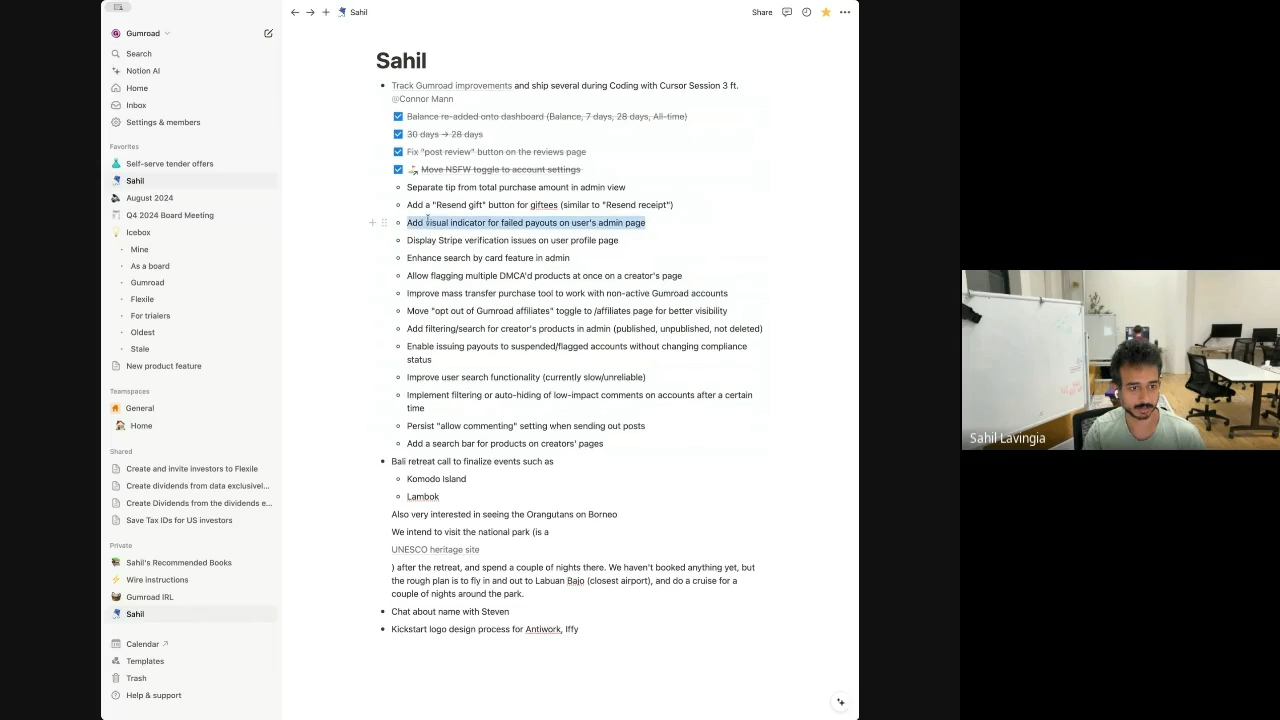 Gumroad
Search
Notion AI
Home
Inbox
Settings & members
Favorites
Self-serve tender offers
Sahil
August 2024
Q4 2024 Board Meeting
Icebox
Mine
As a board
Gumroad
Flexile
For trialers
Oldest
Stale
New product feature
Teamspaces
General
Home
Shared
Create and invite investors to Flexile
Create dividends from data exclusivel...
Create Dividends from the dividends e...
Save Tax IDs for US investors
Private
Sahil's Recommended Books
Wire instructions
Gumroad IRL
Sahil
Calendar ↗
Templates
Trash
Help & support
Sahil
Share
Sahil
Track Gumroad improvements and ship several during Coding with Cursor Session 3 ft.
@Connor Mann
Balance re-added onto dashboard (Balance, 7 days, 28 days, All-time)
30 days → 28 days
Fix "post review" button on the reviews page
Move NSFW toggle to account settings
Separate tip from total purchase amount in admin view
Add a "Resend gift" button for giftees (similar to "Resend receipt")
Add visual indicator for failed payouts on user's admin page
Display Stripe verification issues on user profile page
Enhance search by card feature in admin
Allow flagging multiple DMCA'd products at once on a creator's page
Improve mass transfer purchase tool to work with non-active Gumroad accounts
Move "opt out of Gumroad affiliates" toggle to /affiliates page for better visibility
Add filtering/search for creator's products in admin (published, unpublished, not deleted)
Enable issuing payouts to suspended/flagged accounts without changing compliance
status
Improve user search functionality (currently slow/unreliable)
Implement filtering or auto-hiding of low-impact comments on accounts after a certain
time
Persist "allow commenting" setting when sending out posts
Add a search bar for products on creators' pages
Bali retreat call to finalize events such as
Komodo Island
Lambok
Also very interested in seeing the Orangutans on Borneo
We intend to visit the national park (is a
UNESCO heritage site
) after the retreat, and spend a couple of nights there. We haven't booked anything yet, but
the rough plan is to fly in and out to Labuan Bajo (closest airport), and do a cruise for a
couple of nights around the park.
Chat about name with Steven
Kickstart logo design process for Antiwork, Iffy
Sahil Lavingia